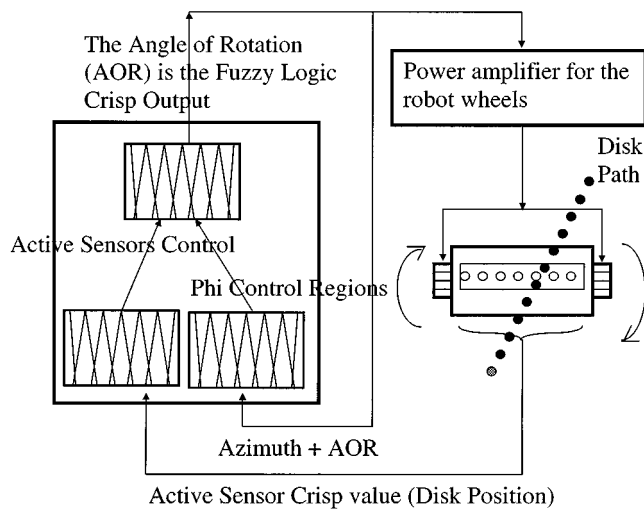 The Angle of Rotation
(AOR) is the Fuzzy Logic
Crisp Output
Power amplifier for the
robot wheels
Disk
Path
Active Sensors Control
Phi Control Regions
Azimuth + AOR
Active Sensor Crisp value (Disk Position)